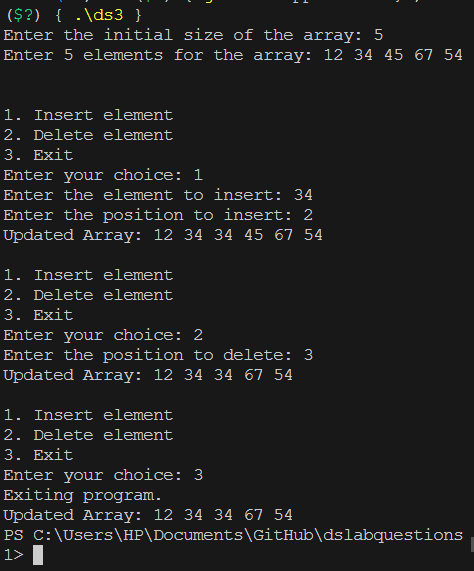 ($?) { .\ds3 }
Enter the initial size of the array: 5
Enter 5 elements for the array: 12 34 45 67 54
1. Insert element
2. Delete element
3. Exit
Enter your choice: 1
Enter the element to insert: 34
Enter the position to insert: 2
Updated Array: 12 34 34 45 67 54
1. Insert element
2. Delete element
3. Exit
Enter your choice: 2
Enter the position to delete: 3
Updated Array: 12 34 34 67 54
1. Insert element
2. Delete element
3. Exit
Enter your choice: 3
Exiting program.
Updated Array: 12 34 34 67 54
PS C:\Users\HP\Documents\GitHub\dslabquestions
1>